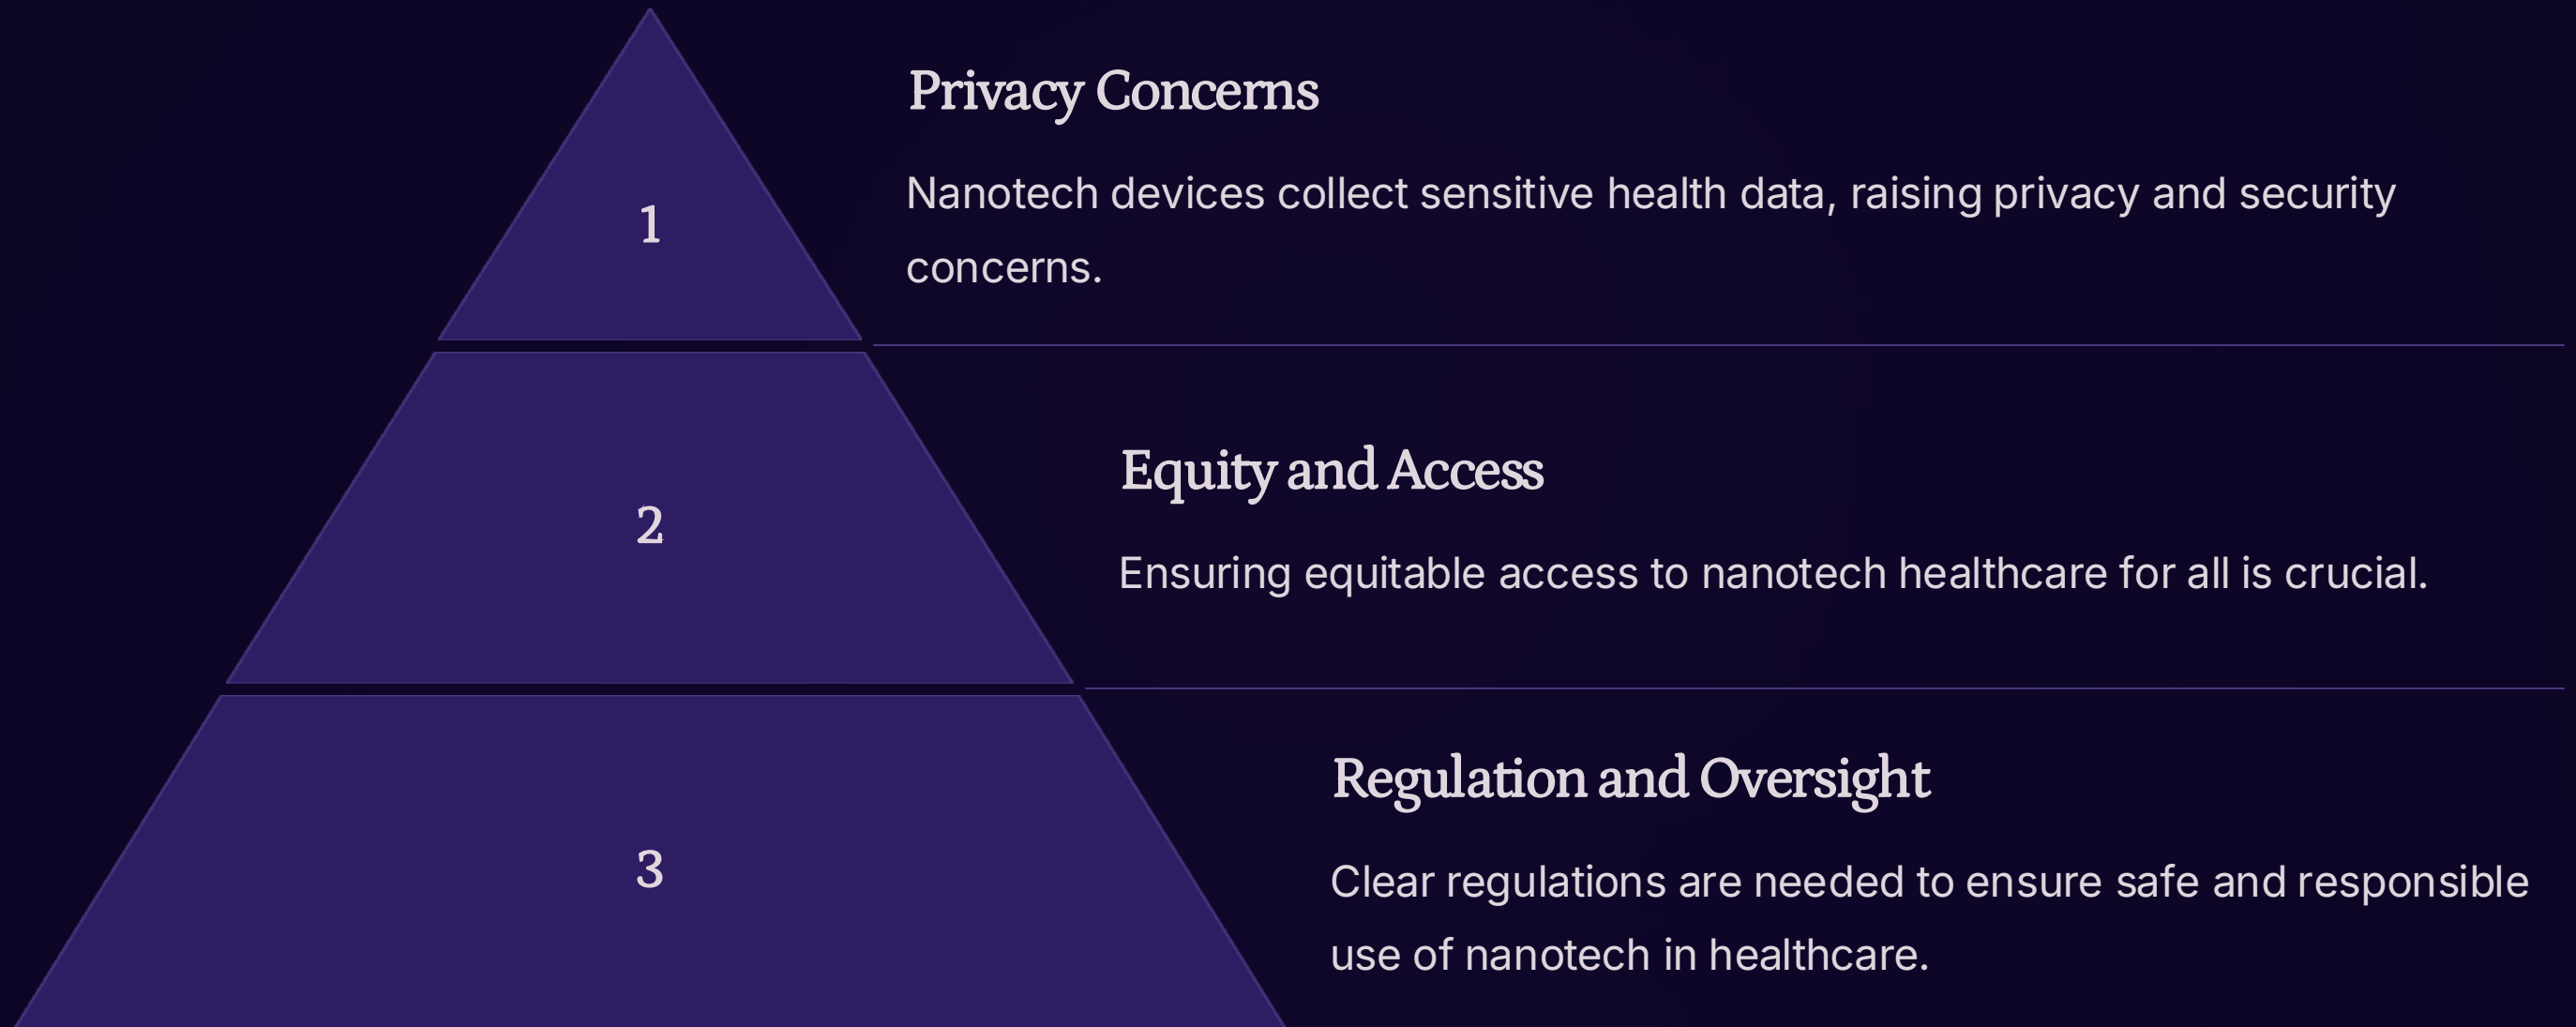 1
Privacy Concerns
Nanotech devices collect sensitive health data, raising privacy and security
concerns.
2
Equity and Access
Ensuring equitable access to nanotech healthcare for all is crucial.
3
Regulation and Oversight
Clear regulations are needed to ensure safe and responsible
use of nanotech in healthcare.